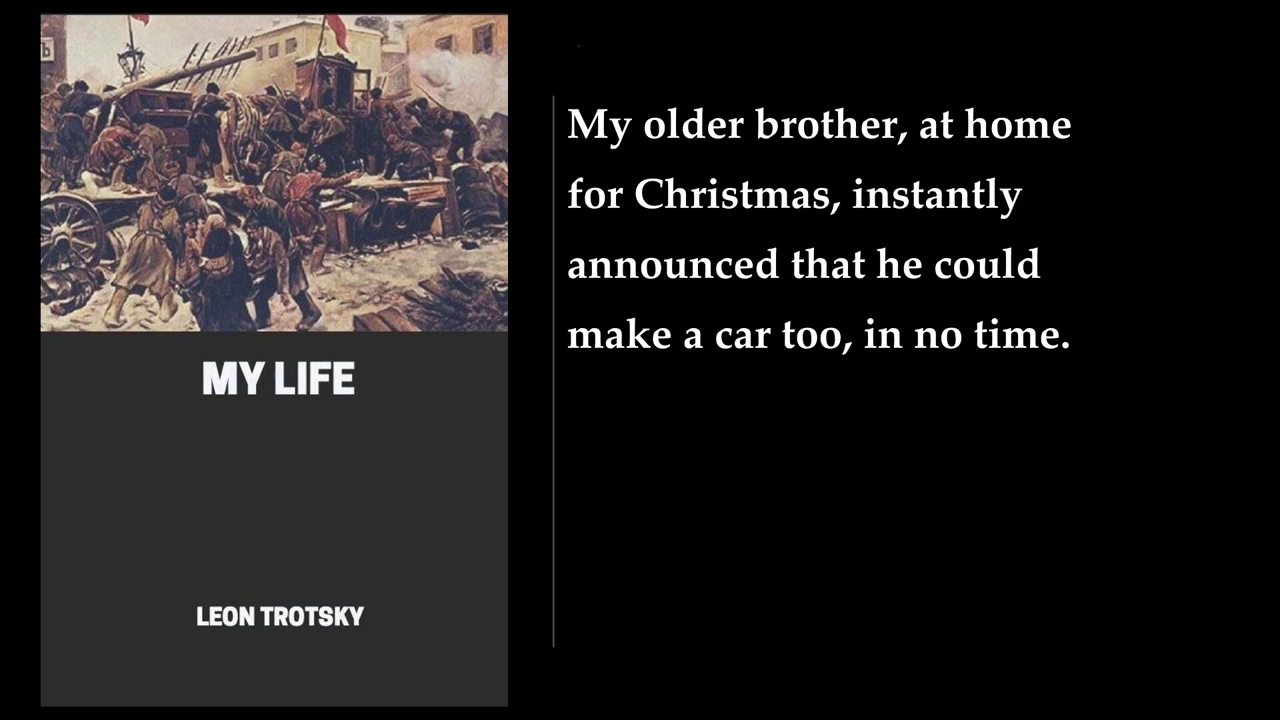 MY LIFE
LEON TROTSKY
My older brother, at home
for Christmas, instantly
announced that he could
make a car too, in no time.